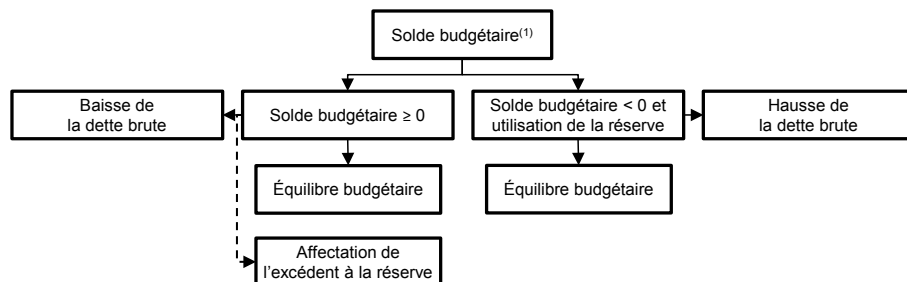 Solde budgétaire(1)
Baisse de
la dette brute
Solde budgétaire ≥ 0
Solde budgétaire < 0 et
utilisation de la réserve
Hausse de
la dette brute
Équilibre budgétaire
Équilibre budgétaire
Affectation de
l’excédent à la réserve